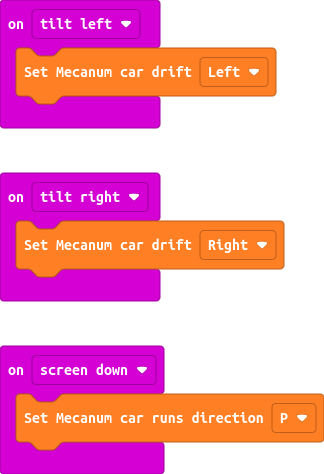 on tilt left
Set Mecanum car drift Left
on tilt right
Set Mecanum car drift Right
on screen down
Set Mecanum car runs direction P